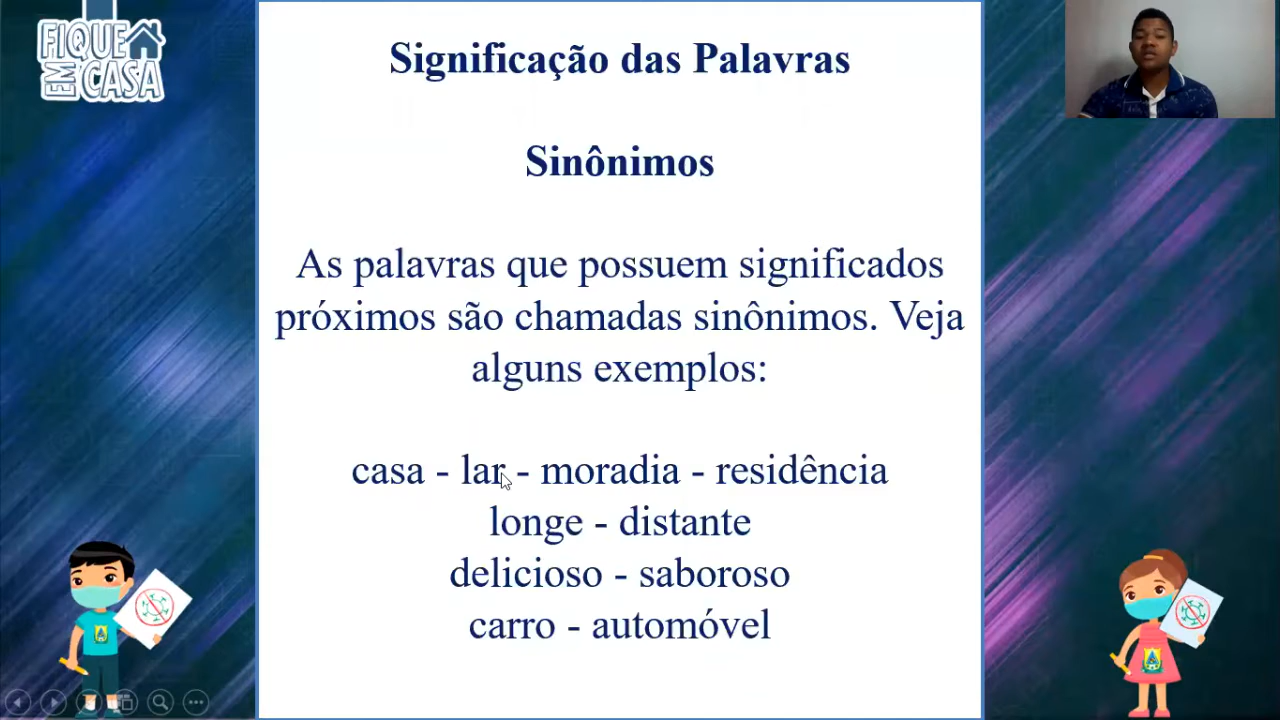 FIQUE
EM
CASA
Significação das Palavras
Sinônimos
As palavras que possuem significados
próximos são chamadas sinônimos. Veja
alguns exemplos:
casa - lar - moradia - residência
longe - distante
delicioso - saboroso
carro - automóvel